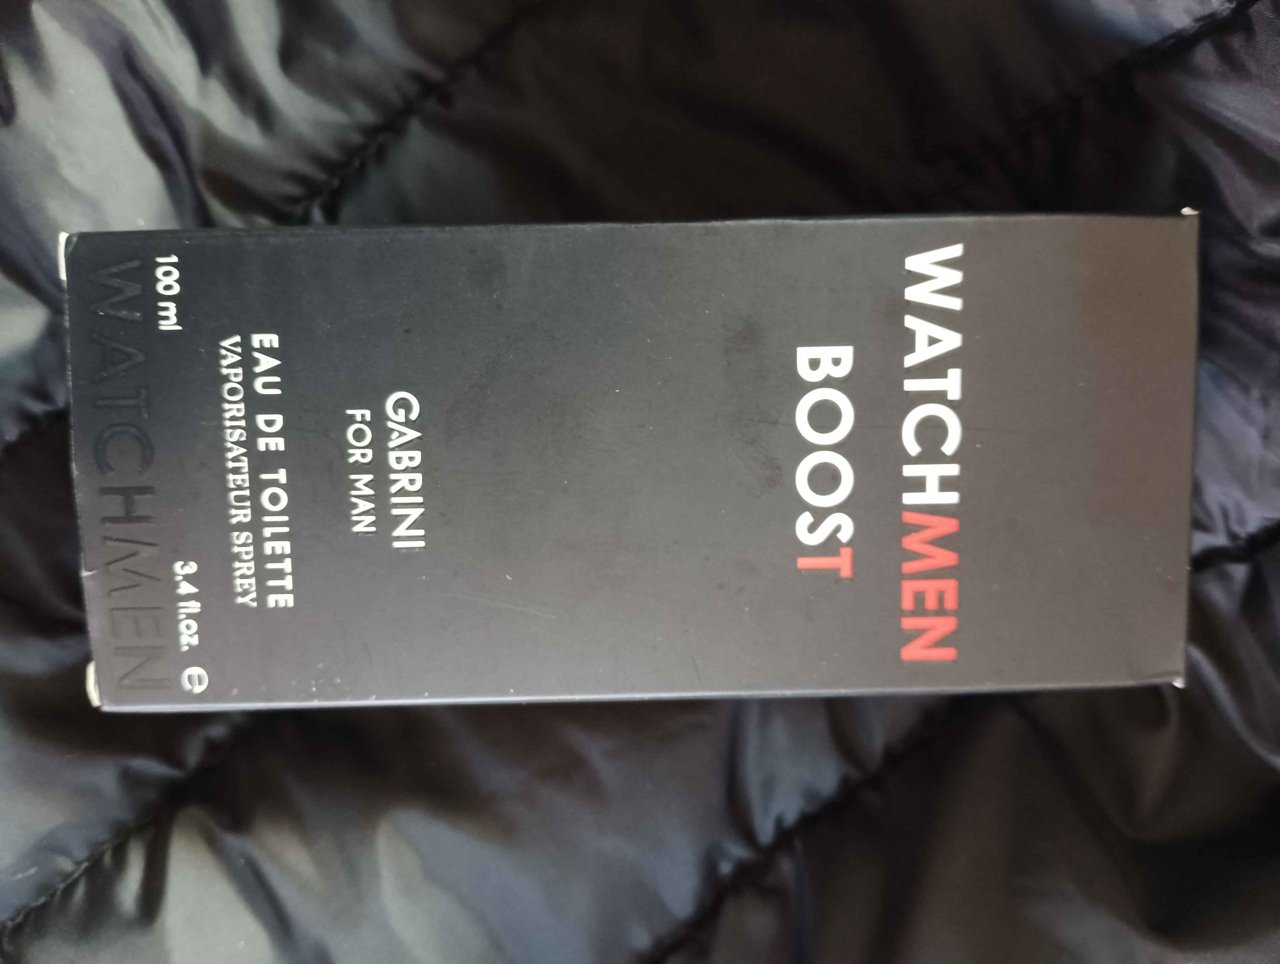 WATCHMEN
BOOST
GABRINI
FOR MAN
EAU DE TOILETTE
VAPORISATEUR SPREY
100 ml 3.4 fl.oz. e
WATCHMEN